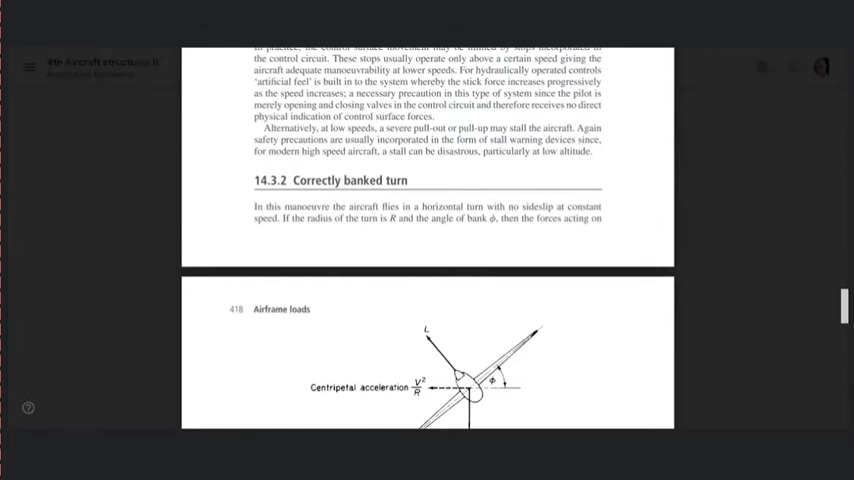 4th Aircraft structures II
the control circuit. These stops usually operate only above a certain speed giving the
aircraft adequate manoeuvrability at lower speeds. For hydraulically operated controls
‘artificial feel’ is built in to the system whereby the stick force increases progressively
as the speed increases; a necessary precaution in this type of system since the pilot is
merely opening and closing valves in the control circuit and therefore receives no direct
physical indication of control surface forces.
Alternatively, at low speeds, a severe pull-out or pull-up may stall the aircraft. Again
safety precautions are usually incorporated in the form of stall warning devices since,
for modern high speed aircraft, a stall can be disastrous, particularly at low altitude.
14.3.2 Correctly banked turn
In this manoeuvre the aircraft flies in a horizontal turn with no sideslip at constant
speed. If the radius of the turn is R and the angle of bank ϕ, then the forces acting on
418 Airframe loads
L
Centripetal acceleration V²/R
ϕ